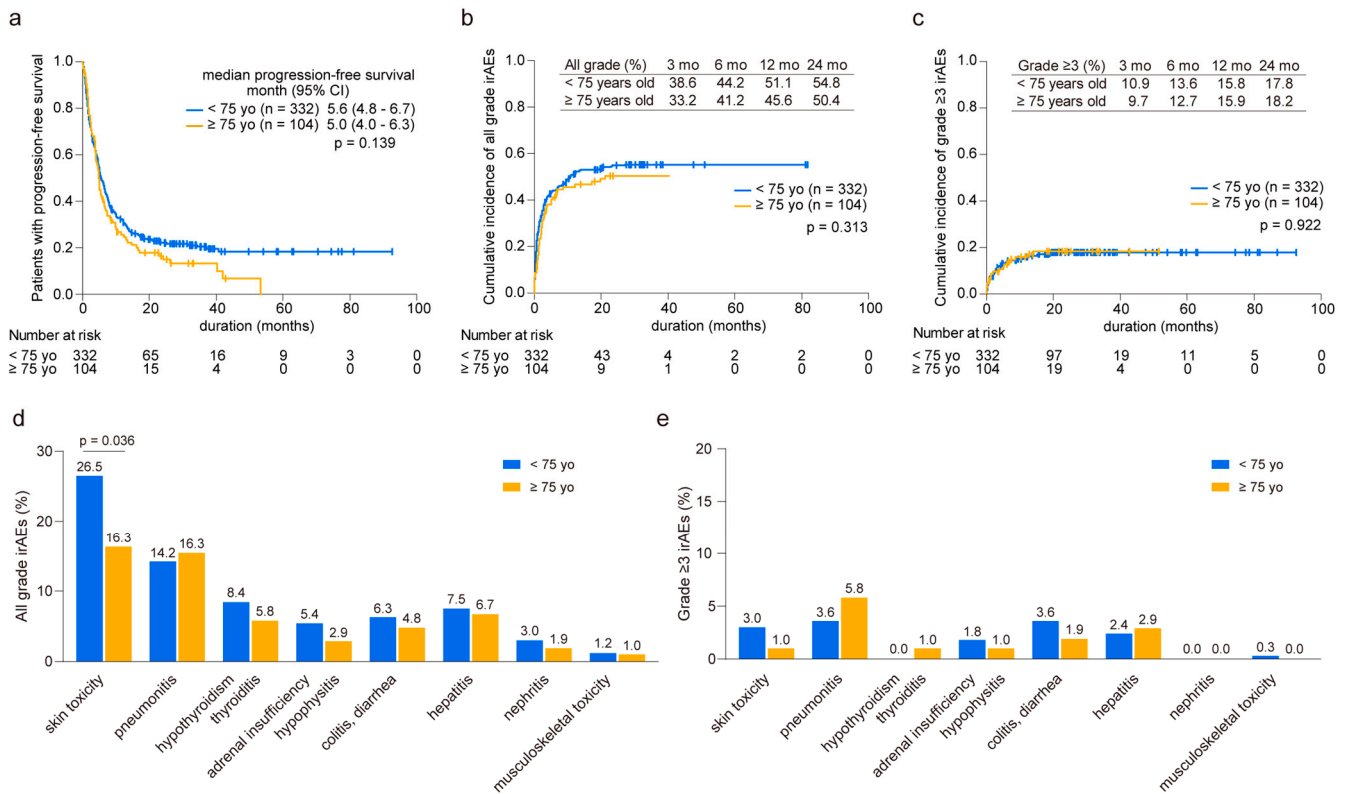 a
Patients with progression-free survival
1.0
0.8
0.6
0.4
0.2
0.0
0 20 40 60 80 100
duration (months)
median progression-free survival
month (95% CI)
< 75 yo (n = 332) 5.6 (4.8 - 6.7)
≥ 75 yo (n = 104) 5.0 (4.0 - 6.3)
p = 0.139
Number at risk
< 75 yo 332 65 16 9 3 0
≥ 75 yo 104 15 4 0 0 0
b
Cumulative incidence of all grade irAEs
1.0
0.8
0.6
0.4
0.2
0.0
0 20 40 60 80 100
duration (months)
All grade (%) 3 mo 6 mo 12 mo 24 mo
< 75 years old 38.6 44.2 51.1 54.8
≥ 75 years old 33.2 41.2 45.6 50.4
< 75 yo (n = 332)
≥ 75 yo (n = 104)
p = 0.313
Number at risk
< 75 yo 332 43 4 2 2 0
≥ 75 yo 104 9 1 0 0 0
c
Cumulative incidence of grade ≥3 irAEs
1.0
0.8
0.6
0.4
0.2
0.0
0 20 40 60 80 100
duration (months)
Grade ≥3 (%) 3 mo 6 mo 12 mo 24 mo
< 75 years old 10.9 13.6 15.8 17.8
≥ 75 years old 9.7 12.7 15.9 18.2
< 75 yo (n = 332)
≥ 75 yo (n = 104)
p = 0.922
Number at risk
< 75 yo 332 97 19 11 5 0
≥ 75 yo 104 19 4 0 0 0
d
All grade irAEs (%)
30
20
10
0
p = 0.036
26.5 16.3
14.2 16.3
8.4 5.8
5.4 2.9
6.3 4.8
7.5 6.7
3.0 1.9
1.2 1.0
< 75 yo
≥ 75 yo
skin toxicity
pneumonitis
hypothyroidism
thyroiditis
adrenal insufficiency
hypophysitis
colitis, diarrhea
hepatitis
nephritis
musculoskeletal toxicity
e
Grade ≥3 irAEs (%)
20
15
10
5
0
3.0 1.0
3.6 5.8
0.0 1.0
1.8 1.0
3.6 1.9
2.4 2.9
0.0 0.0
0.3 0.0
< 75 yo
≥ 75 yo
skin toxicity
pneumonitis
hypothyroidism
thyroiditis
adrenal insufficiency
hypophysitis
colitis, diarrhea
hepatitis
nephritis
musculoskeletal toxicity